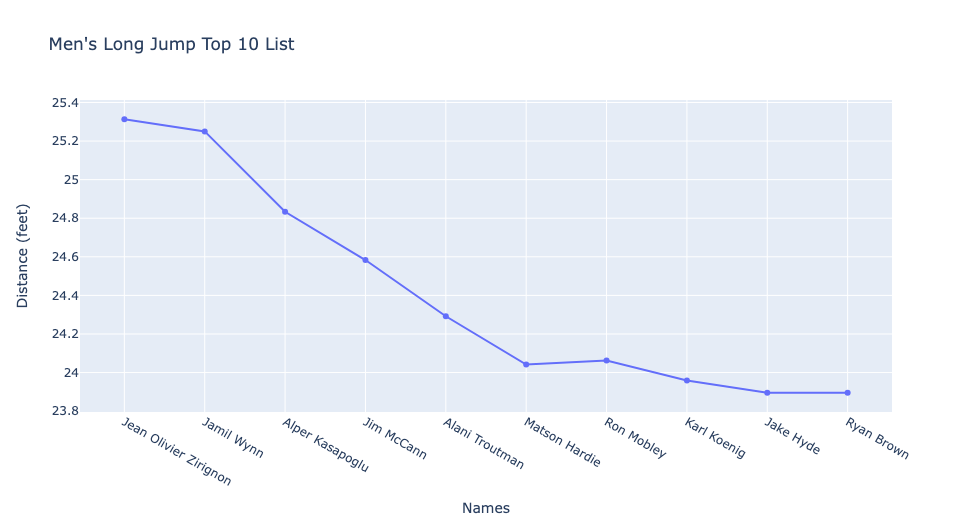 Men's Long Jump Top 10 List
25.4
25.2
25
24.8
24.6
24.4
24.2
24
23.8
Distance (feet)
Jean Olivier Zirignon
Jamil Wynn
Alper Kasapoglu
Jim McCann
Alani Troutman
Matson Hardie
Ron Mobley
Karl Koenig
Jake Hyde
Ryan Brown
Names